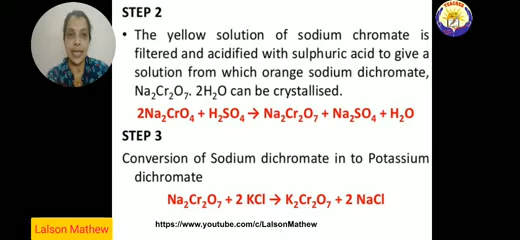 STEP 2
• The yellow solution of sodium chromate is
filtered and acidified with sulphuric acid to give a
solution from which orange sodium dichromate,
Na₂Cr₂O₇. 2H₂O can be crystallised.
2Na₂CrO₄ + H₂SO₄ → Na₂Cr₂O₇ + Na₂SO₄ + H₂O
STEP 3
Conversion of Sodium dichromate in to Potassium
dichromate
Na₂Cr₂O₇ + 2 KCl → K₂Cr₂O₇ + 2 NaCl
Lalson Mathew
https://www.youtube.com/c/LalsonMathew